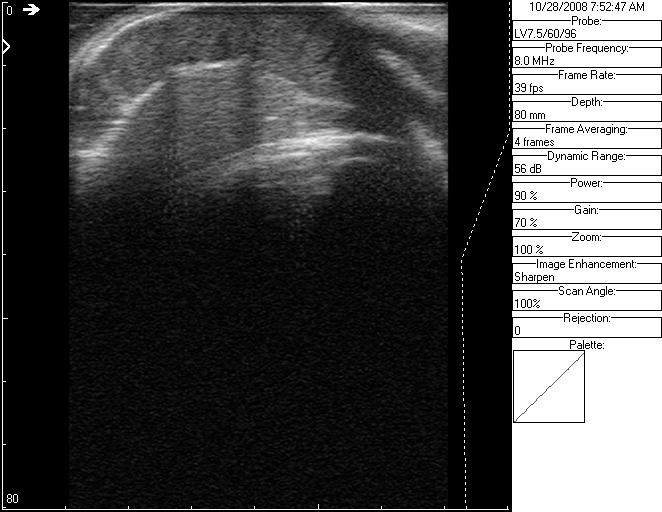 0
80
10/28/2008 7:52:47 AM
Probe:
LV7.5/60/96
Probe Frequency:
8.0 MHz
Frame Rate:
39 fps
Depth:
80 mm
Frame Averaging:
4 frames
Dynamic Range:
56 dB
Power:
90 %
Gain:
70 %
Zoom:
100 %
Image Enhancement:
Sharpen
Scan Angle:
100%
Rejection:
0
Palette: